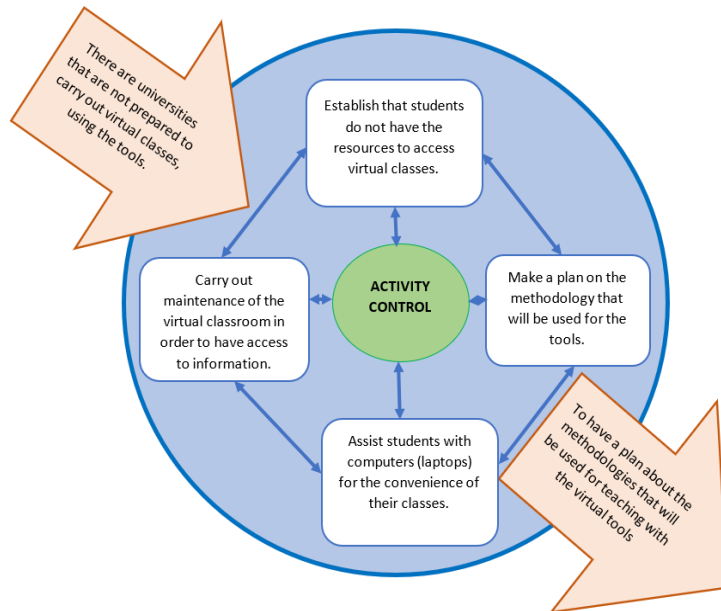 There are universities
that are not prepared to
carry out virtual classes,
using the tools.
Establish that students
do not have the
resources to access
virtual classes.
Carry out
maintenance of the
virtual classroom in
order to have access
to information.
ACTIVITY
CONTROL
Make a plan on the
methodology that
will be used for the
tools.
Assist students with
computers (laptops)
for the convenience of
their classes.
To have a plan about the
methodologies that will
be used for teaching with
the virtual tools